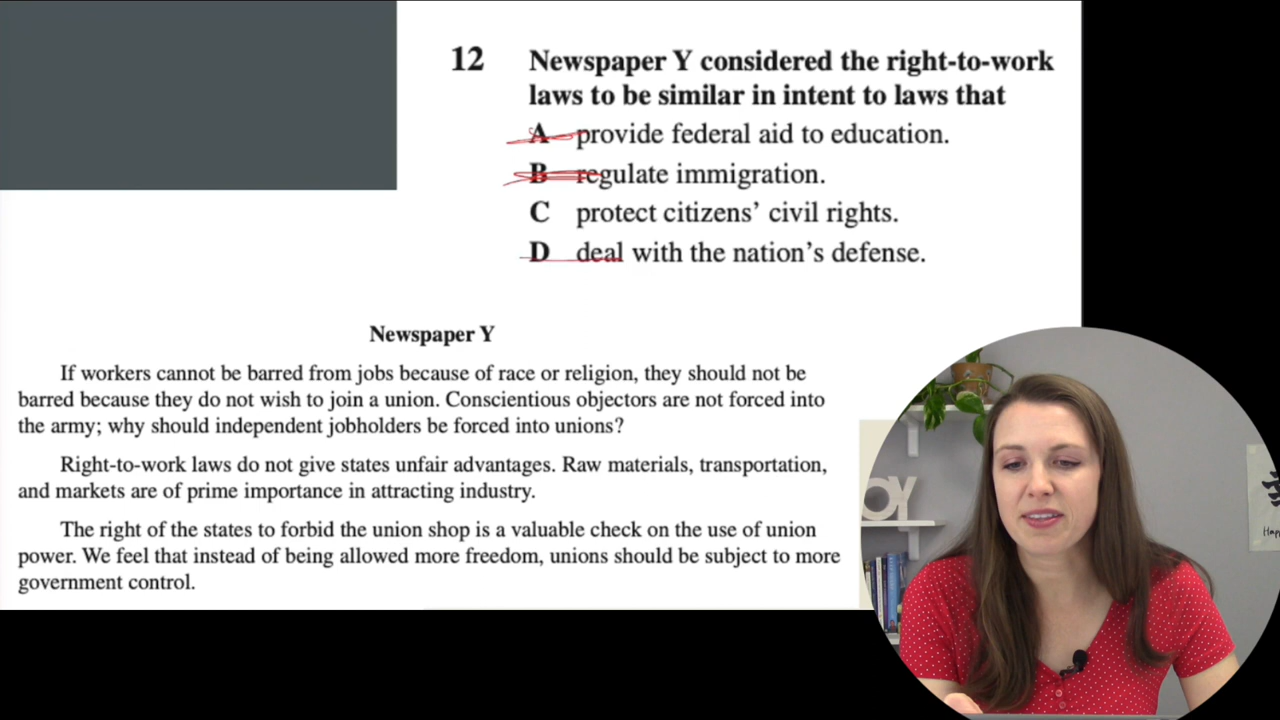 12 Newspaper Y considered the right-to-work
laws to be similar in intent to laws that
A provide federal aid to education.
B regulate immigration.
C protect citizens’ civil rights.
D deal with the nation’s defense.
Newspaper Y
If workers cannot be barred from jobs because of race or religion, they should not be
barred because they do not wish to join a union. Conscientious objectors are not forced into
the army; why should independent jobholders be forced into unions?
Right-to-work laws do not give states unfair advantages. Raw materials, transportation,
and markets are of prime importance in attracting industry.
The right of the states to forbid the union shop is a valuable check on the use of union
power. We feel that instead of being allowed more freedom, unions should be subject to more
government control.
OY